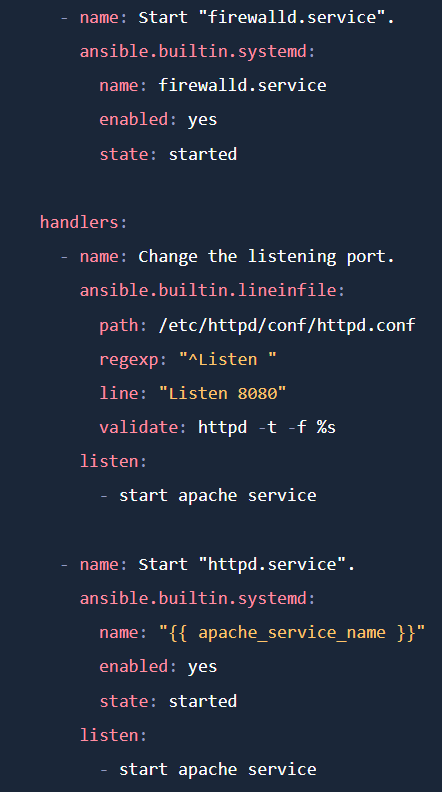 - name: Start "firewalld.service".
ansible.builtin.systemd:
name: firewalld.service
enabled: yes
state: started
handlers:
- name: Change the listening port.
ansible.builtin.lineinfile:
path: /etc/httpd/conf/httpd.conf
regexp: "^Listen "
line: "Listen 8080"
validate: httpd -t -f %s
listen:
- start apache service
- name: Start "httpd.service".
ansible.builtin.systemd:
name: "{{ apache_service_name }}"
enabled: yes
state: started
listen:
- start apache service